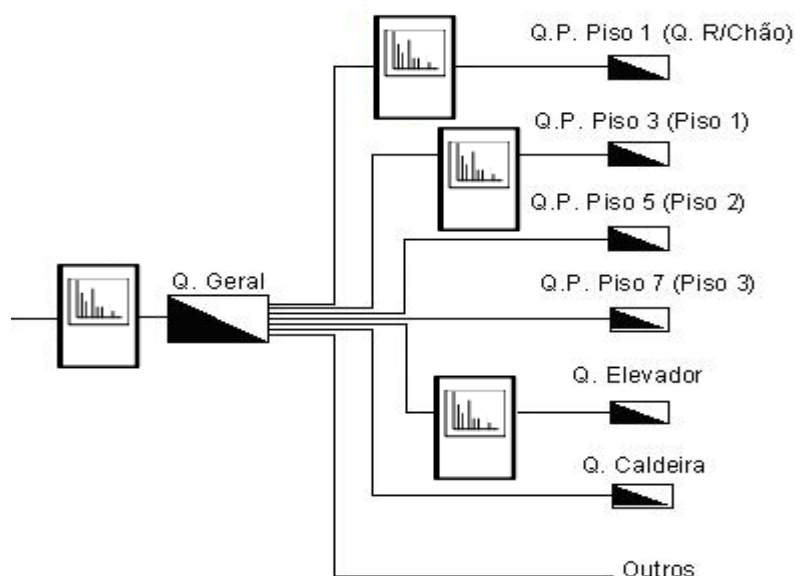 Q.P. Piso 1 (Q. R/Chão)
Q.P. Piso 3 (Piso 1)
Q.P. Piso 5 (Piso 2)
Q. Geral
Q.P. Piso 7 (Piso 3)
Q. Elevador
Q. Caldeira
Outros